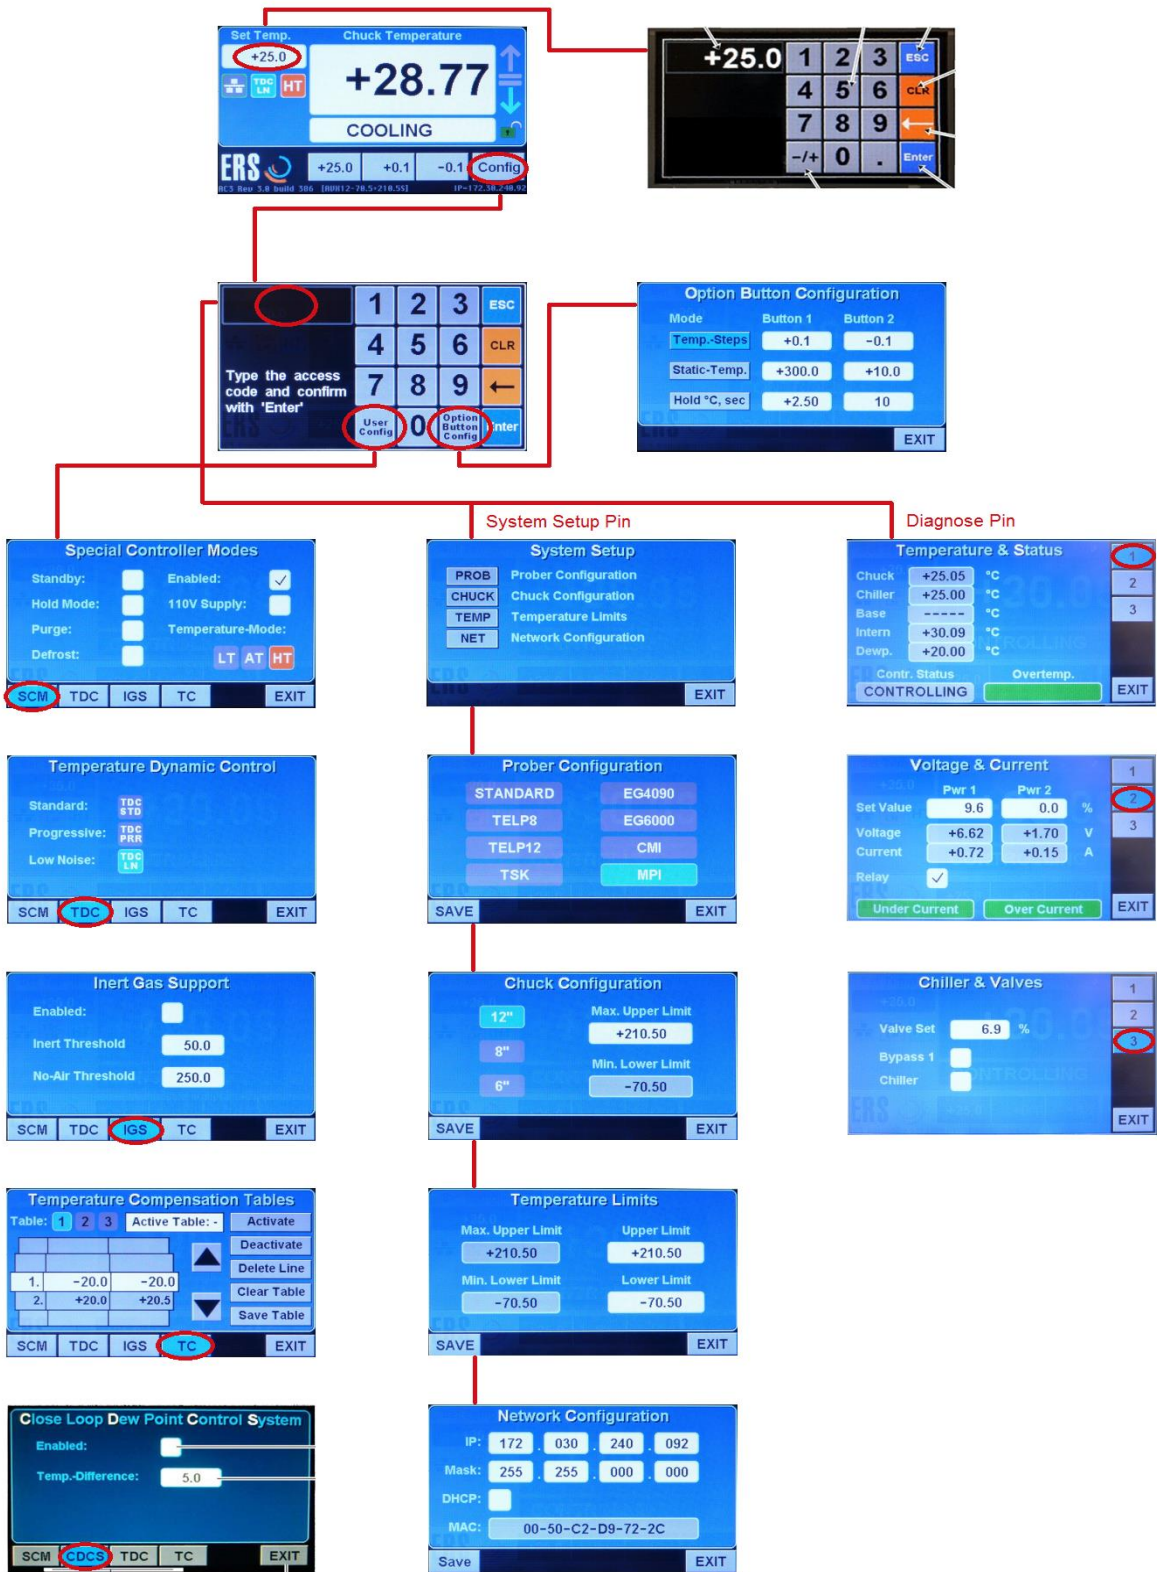 Set Temp. Chuck Temperature
+25.0
+28.77
TDC LN HT
COOLING
ERS +25.0 +0.1 -0.1 Config
AC3 Rev 3.0 build 306 [RVH12-70.5+210.5S] IP=172.30.240.92
+25.0 1 2 3 ESC
4 5 6 CLR
7 8 9 ←
-/+ 0 . Enter
1 2 3 ESC
4 5 6 CLR
Type the access
code and confirm
with 'Enter'
7 8 9 ←
User Config 0 Option Button Config Enter
Option Button Configuration
Mode Button 1 Button 2
Temp.-Steps +0.1 -0.1
Static-Temp. +300.0 +10.0
Hold °C, sec +2.50 10
EXIT
System Setup Pin
Diagnose Pin
Special Controller Modes
Standby: Enabled:
Hold Mode: 110V Supply:
Purge: Temperature-Mode:
Defrost: LT AT HT
SCM TDC IGS TC EXIT
System Setup
PROB Prober Configuration
CHUCK Chuck Configuration
TEMP Temperature Limits
NET Network Configuration
EXIT
Temperature & Status
Chuck +25.05 °C
Chiller +25.00 °C
Base ----- °C
Intern +30.09 °C
Dewp. +20.00 °C
Contr. Status Overtemp.
CONTROLLING
1
2
3
EXIT
Temperature Dynamic Control
Standard: TDC STD
Progressive: TDC PRR
Low Noise: TDC LN
SCM TDC IGS TC EXIT
Prober Configuration
STANDARD EG4090
TELP8 EG6000
TELP12 CMI
TSK MPI
SAVE EXIT
Voltage & Current
Pwr 1 Pwr 2
Set Value 9.6 0.0 %
Voltage +6.62 +1.70 V
Current +0.72 +0.15 A
Relay
Under Current Over Current
1
2
3
EXIT
Inert Gas Support
Enabled:
Inert Threshold 50.0
No-Air Threshold 250.0
SCM TDC IGS TC EXIT
Chuck Configuration
12" Max. Upper Limit
+210.50
8"
Min. Lower Limit
6" -70.50
SAVE EXIT
Chiller & Valves
Valve Set 6.9 %
Bypass 1
Chiller
1
2
3
EXIT
Temperature Compensation Tables
Table: 1 2 3 Active Table: - Activate
Deactivate
Delete Line
1. -20.0 -20.0
Clear Table
2. +20.0 +20.5
Save Table
SCM TDC IGS TC EXIT
Temperature Limits
Max. Upper Limit Upper Limit
+210.50 +210.50
Min. Lower Limit Lower Limit
-70.50 -70.50
SAVE EXIT
Close Loop Dew Point Control System
Enabled:
Temp.-Difference: 5.0
SCM CDCS TDC TC EXIT
Network Configuration
IP: 172 . 030 . 240 . 092
Mask: 255 . 255 . 000 . 000
DHCP:
MAC: 00-50-C2-D9-72-2C
Save EXIT